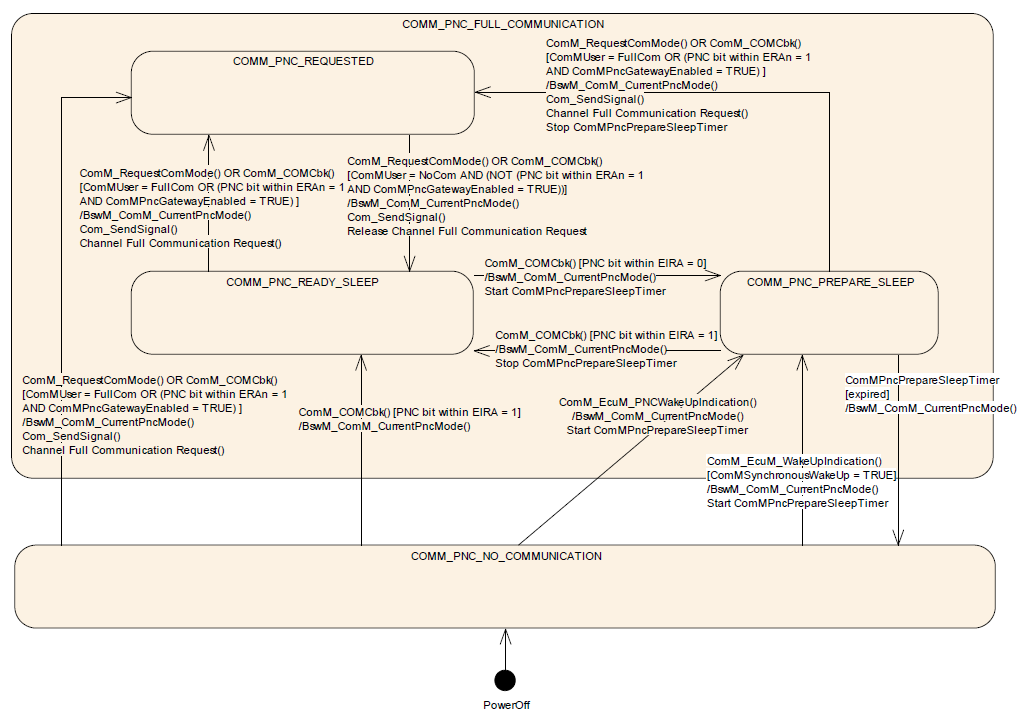 COMM_PNC_FULL_COMMUNICATION
COMM_PNC_REQUESTED
ComM_RequestComMode() OR ComM_COMCbk()
[ComMUser = FullCom OR (PNC bit within ERAn = 1
AND ComMPncGatewayEnabled = TRUE) ]
/BswM_ComM_CurrentPncMode()
Com_SendSignal()
Channel Full Communication Request()
Stop ComMPncPrepareSleepTimer
ComM_RequestComMode() OR ComM_COMCbk()
[ComMUser = FullCom OR (PNC bit within ERAn = 1
AND ComMPncGatewayEnabled = TRUE) ]
/BswM_ComM_CurrentPncMode()
Com_SendSignal()
Channel Full Communication Request()
ComM_RequestComMode() OR ComM_COMCbk()
[ComMUser = NoCom AND (NOT (PNC bit within ERAn = 1
AND ComMPncGatewayEnabled = TRUE))]
/BswM_ComM_CurrentPncMode()
Com_SendSignal()
Release Channel Full Communication Request
COMM_PNC_READY_SLEEP
ComM_COMCbk() [PNC bit within EIRA = 0]
/BswM_ComM_CurrentPncMode()
Start ComMPncPrepareSleepTimer
COMM_PNC_PREPARE_SLEEP
ComM_COMCbk() [PNC bit within EIRA = 1]
/BswM_ComM_CurrentPncMode()
Stop ComMPncPrepareSleepTimer
ComM_RequestComMode() OR ComM_COMCbk()
[ComMUser = FullCom OR (PNC bit within ERAn = 1
AND ComMPncGatewayEnabled = TRUE) ]
/BswM_ComM_CurrentPncMode()
Com_SendSignal()
Channel Full Communication Request()
ComM_COMCbk() [PNC bit within EIRA = 1]
/BswM_ComM_CurrentPncMode()
ComM_EcuM_PNCWakeUpIndication()
/BswM_ComM_CurrentPncMode()
Start ComMPncPrepareSleepTimer
ComMPncPrepareSleepTimer
[expired]
/BswM_ComM_CurrentPncMode()
ComM_EcuM_WakeUpIndication()
[ComMSynchronousWakeUp = TRUE]
/BswM_ComM_CurrentPncMode()
Start ComMPncPrepareSleepTimer
COMM_PNC_NO_COMMUNICATION
PowerOff